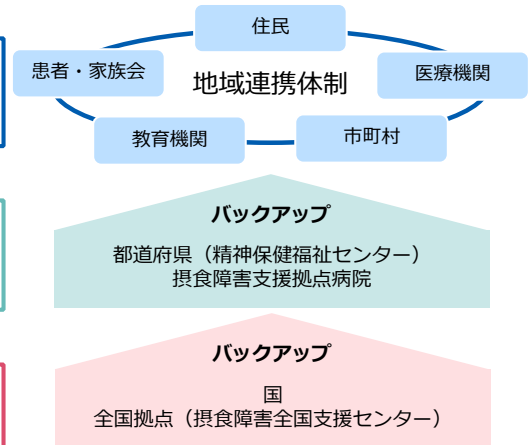 住民
患者・家族会
地域連携体制
医療機関
教育機関
市町村
バックアップ
都道府県（精神保健福祉センター）
摂食障害支援拠点病院
バックアップ
国
全国拠点（摂食障害全国支援センター）